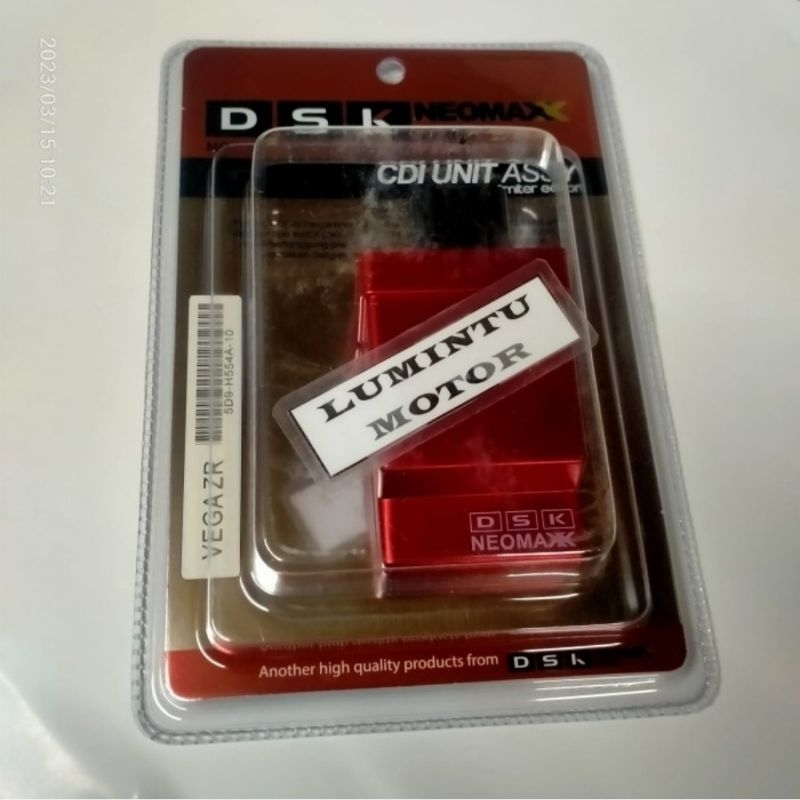 2023/03/15 10:21
DSK NEOMAXX
CDI UNIT ASSY
LUMINTU
MOTOR
5D9-H554A-10
VEGA ZR
DSK
NEOMAXX
Another high quality products from DSK